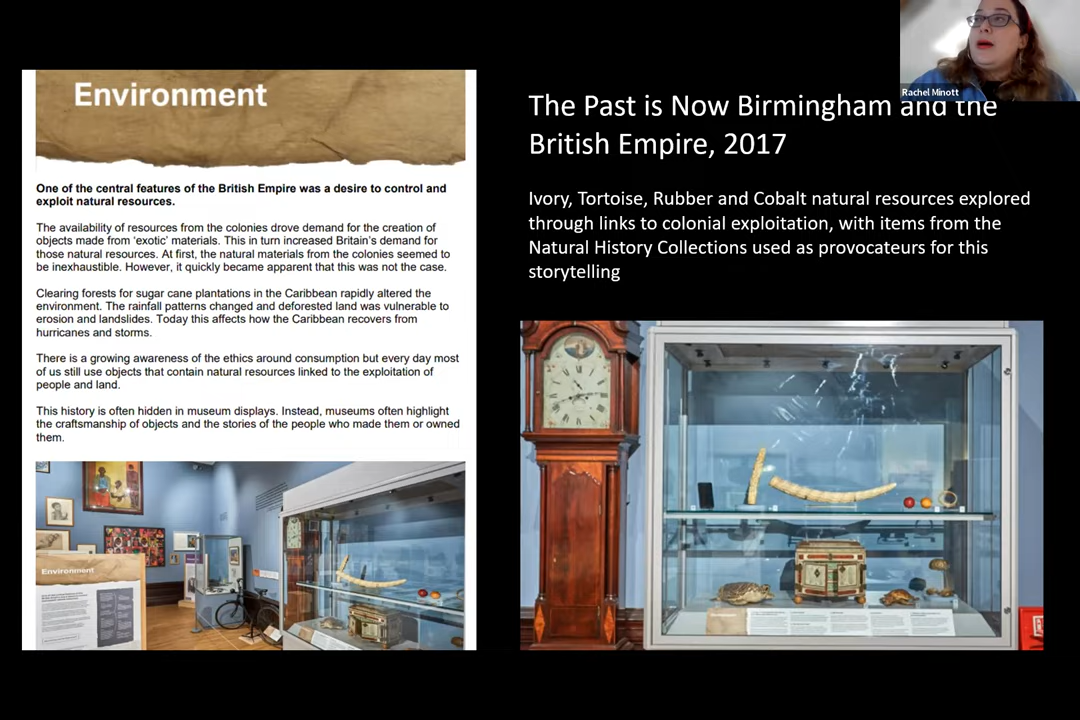 Environment
One of the central features of the British Empire was a desire to control and
exploit natural resources.
The availability of resources from the colonies drove demand for the creation of
objects made from ‘exotic’ materials. This in turn increased Britain’s demand for
those natural resources. At first, the natural materials from the colonies seemed to
be inexhaustible. However, it quickly became apparent that this was not the case.
Clearing forests for sugar cane plantations in the Caribbean rapidly altered the
environment. The rainfall patterns changed and deforested land was vulnerable to
erosion and landslides. Today this affects how the Caribbean recovers from
hurricanes and storms.
There is a growing awareness of the ethics around consumption but every day most
of us still use objects that contain natural resources linked to the exploitation of
people and land.
This history is often hidden in museum displays. Instead, museums often highlight
the craftsmanship of objects and the stories of the people who made them or owned
them.
Environment
Rachel Minott
The Past is Now Birmingham and the
British Empire, 2017
Ivory, Tortoise, Rubber and Cobalt natural resources explored
through links to colonial exploitation, with items from the
Natural History Collections used as provocateurs for this
storytelling